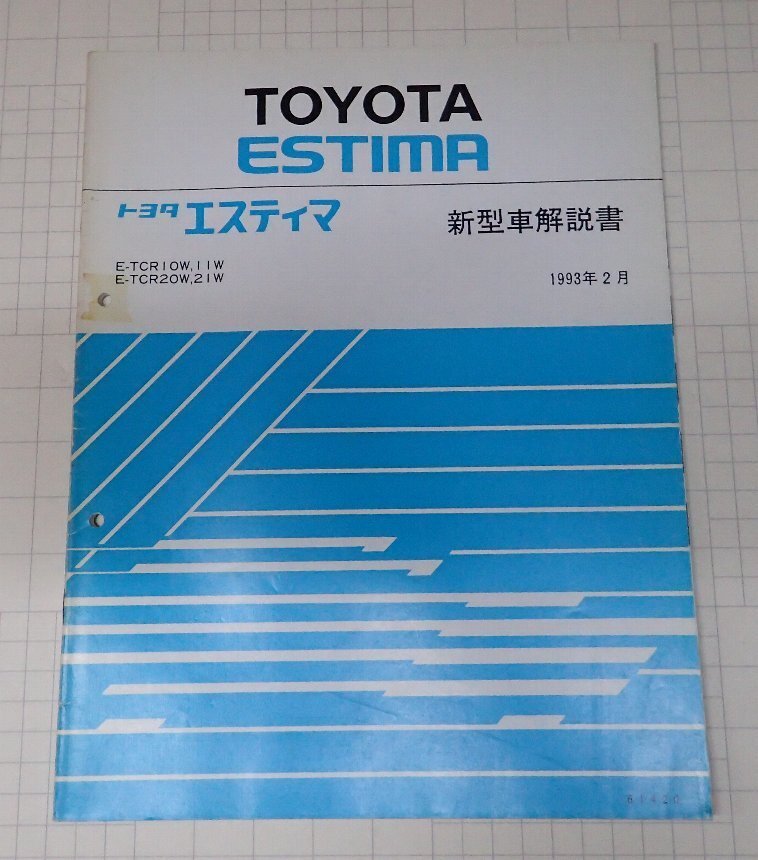 TOYOTA
ESTIMA
トヨタ エスティマ
新型車解説書
E-TCR10W,11W
E-TCR20W,21W
1993年2月